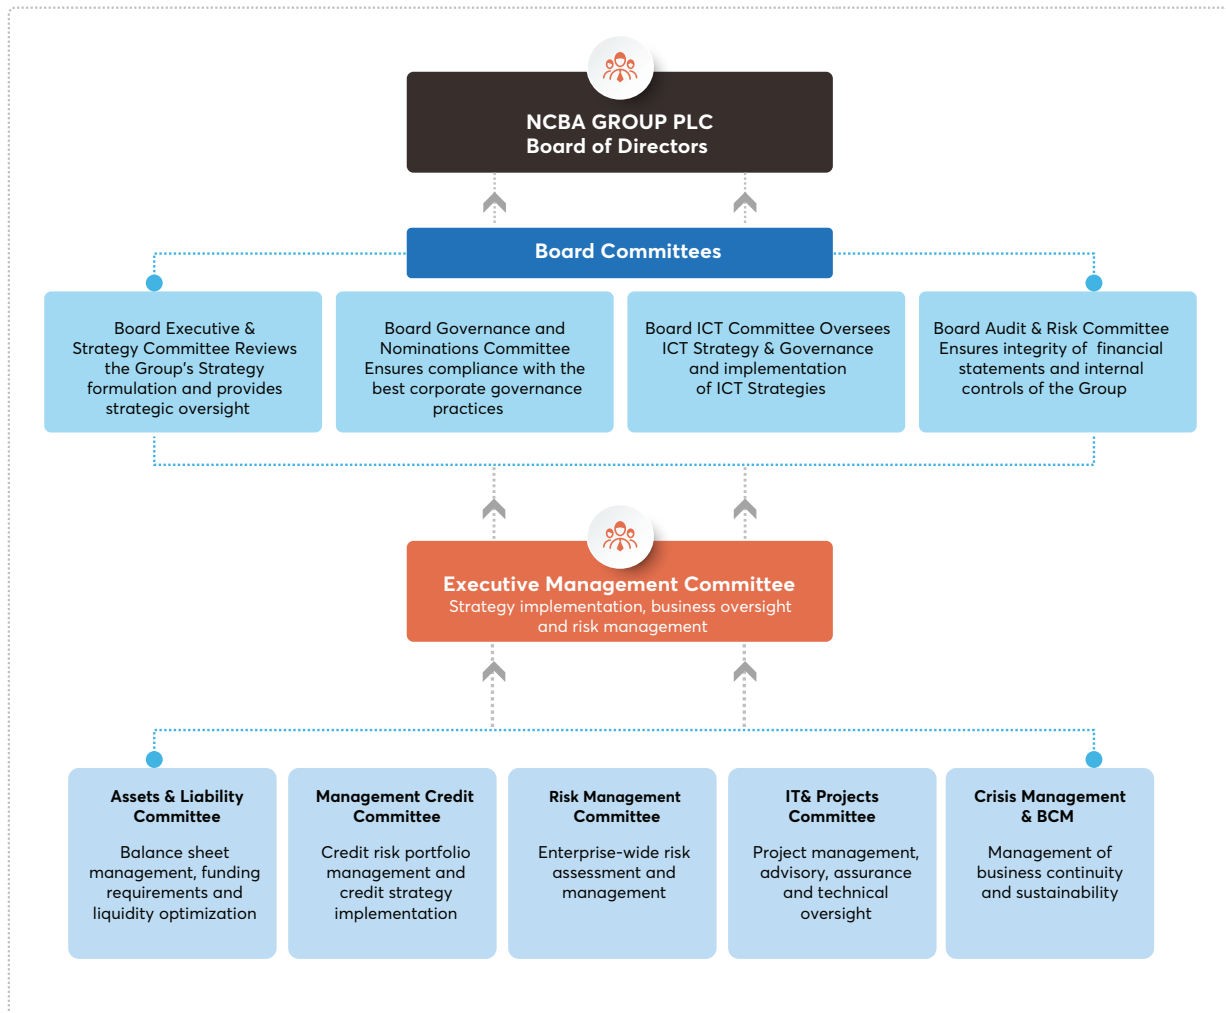 NCBA GROUP PLC
Board of Directors
Board Committees
Board Executive &
Strategy Committee Reviews
the Group's Strategy
formulation and provides
strategic oversight
Board Governance and
Nominations Committee
Ensures compliance with the
best corporate governance
practices
Board ICT Committee Oversees
ICT Strategy & Governance
and implementation
of ICT Strategies
Board Audit & Risk Committee
Ensures integrity of financial
statements and internal
controls of the Group
Executive Management Committee
Strategy implementation, business oversight
and risk management
Assets & Liability
Committee
Balance sheet
management, funding
requirements and
liquidity optimization
Management Credit
Committee
Credit risk portfolio
management and
credit strategy
implementation
Risk Management
Committee
Enterprise-wide risk
assessment and
management
IT& Projects
Committee
Project management,
advisory, assurance
and technical
oversight
Crisis Management
& BCM
Management of
business continuity
and sustainability